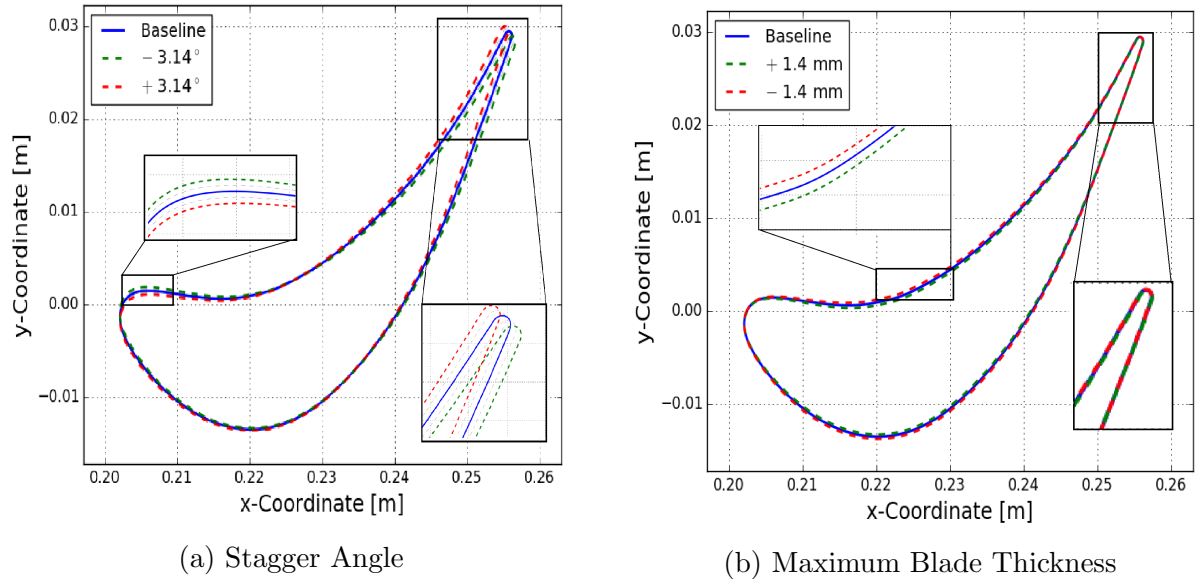 Baseline
− 3.14°
+ 3.14°
0.03
0.02
0.01
0.00
−0.01
y-Coordinate [m]
0.20 0.21 0.22 0.23 0.24 0.25 0.26
x-Coordinate [m]
(a) Stagger Angle
Baseline
+ 1.4 mm
− 1.4 mm
0.03
0.02
0.01
0.00
−0.01
y-Coordinate [m]
0.20 0.21 0.22 0.23 0.24 0.25 0.26
x-Coordinate [m]
(b) Maximum Blade Thickness